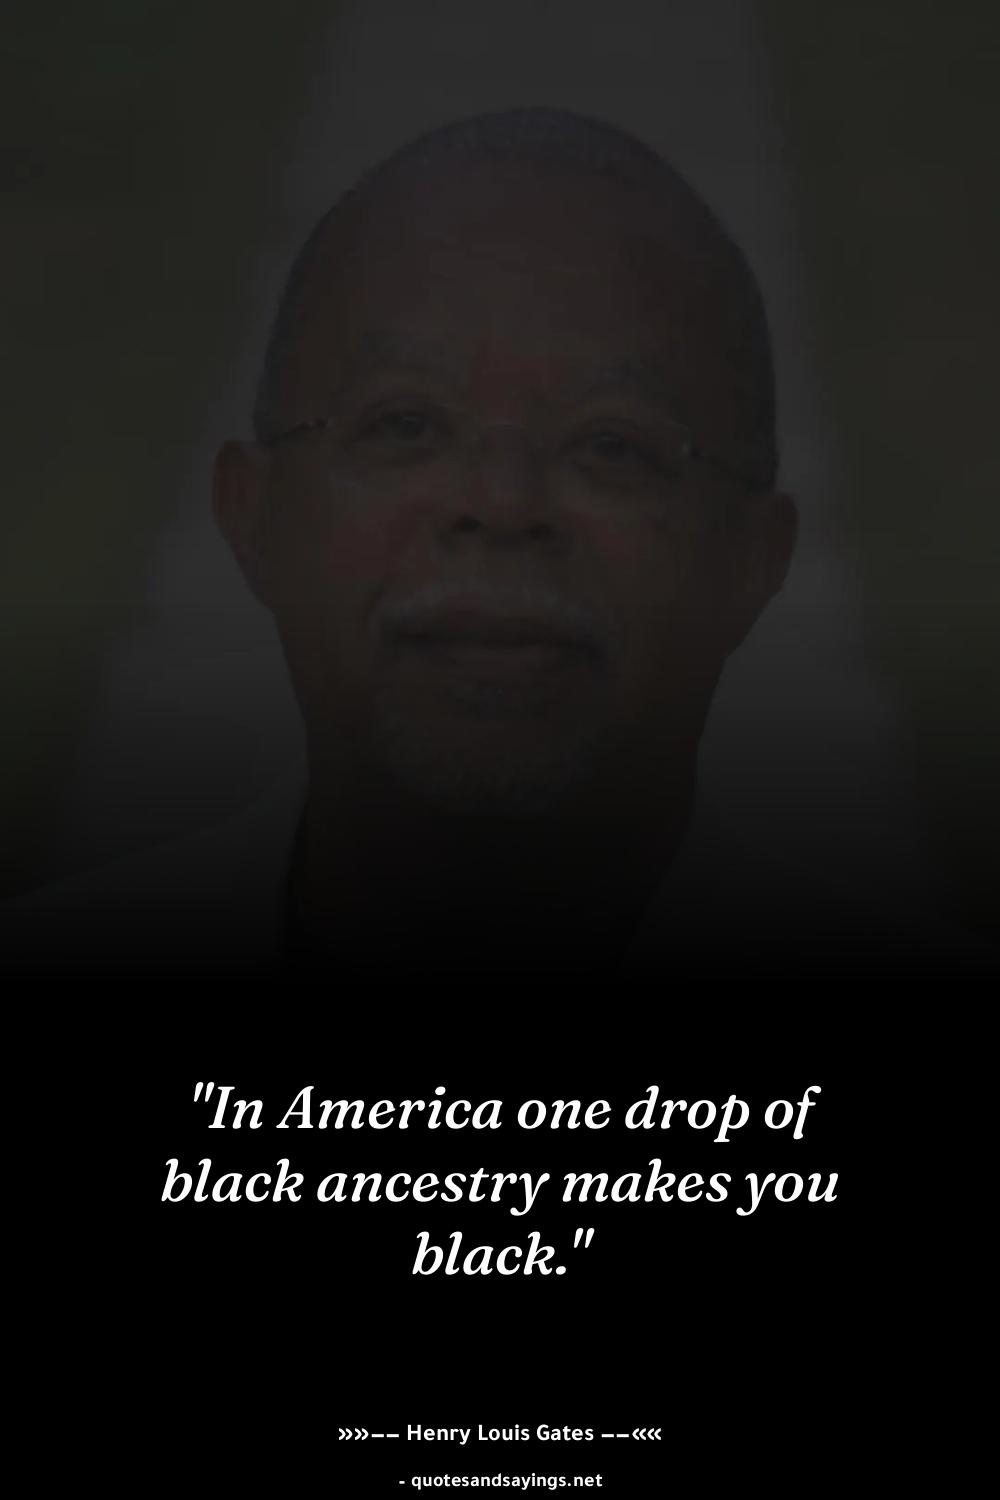 "In America one drop of
black ancestry makes you
black."
»»−− Henry Louis Gates −−««
- quotesandsayings.net